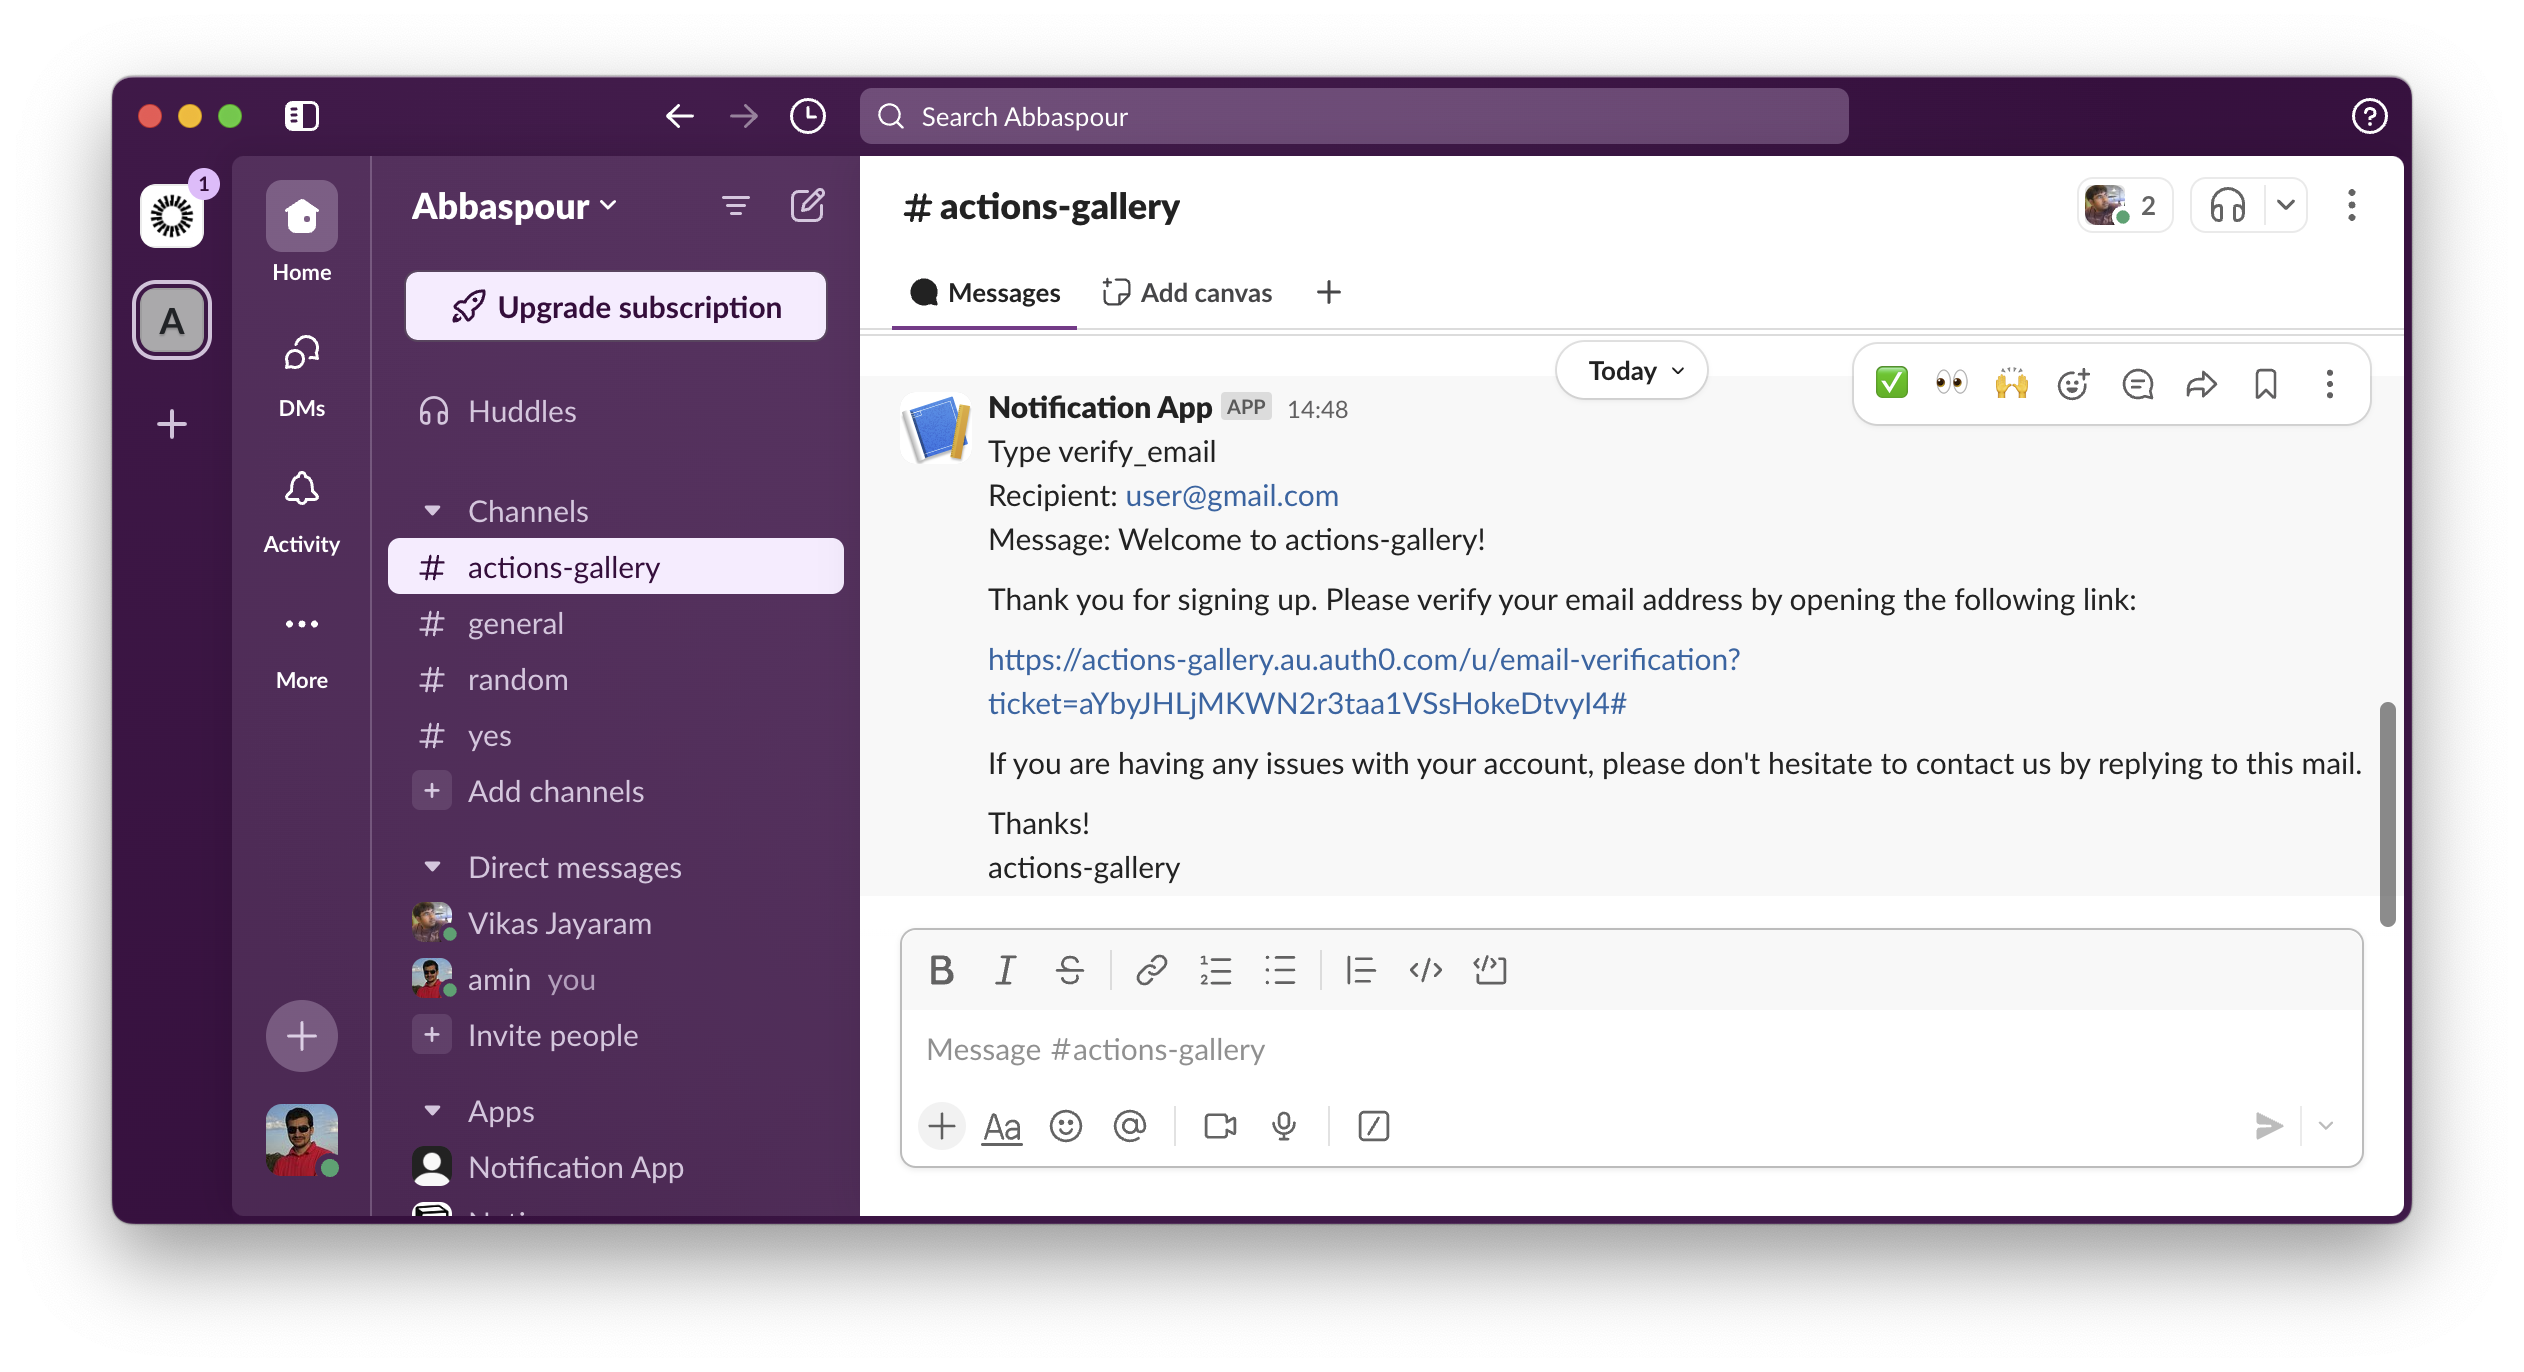 Search Abbaspour
1
A
Home
DMs
Activity
More
Abbaspour
Upgrade subscription
Huddles
Channels
# actions-gallery
# general
# random
# yes
+ Add channels
Direct messages
Vikas Jayaram
amin you
+ Invite people
Apps
Notification App
# actions-gallery
2
Messages
Add canvas
Today
Notification App APP 14:48
Type verify_email
Recipient: user@gmail.com
Message: Welcome to actions-gallery!
Thank you for signing up. Please verify your email address by opening the following link:
https://actions-gallery.au.auth0.com/u/email-verification?
ticket=aYbyJHLjMKWN2r3taa1VSsHokeDtvyI4#
If you are having any issues with your account, please don't hesitate to contact us by replying to this mail.
Thanks!
actions-gallery
B I S
Message #actions-gallery
Aa